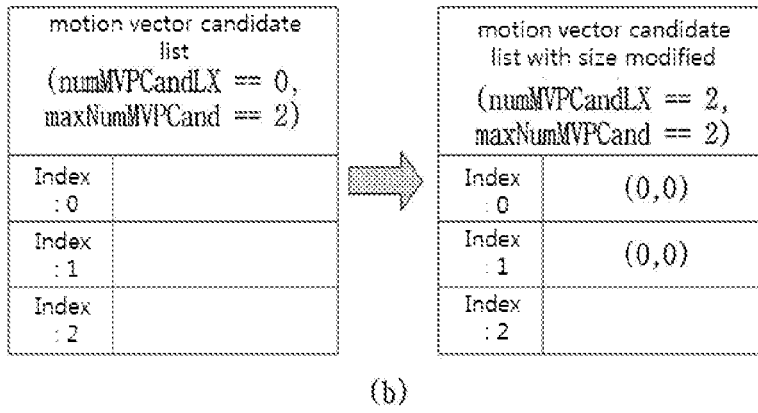 motion vector candidate
list
(numMVPCandLX == 0,
maxNumMVPCand == 2)
Index
: 0
Index
: 1
Index
: 2
motion vector candidate
list with size modified
(numMVPCandLX == 2,
maxNumMVPCand == 2)
Index
: 0
(0,0)
Index
: 1
(0,0)
Index
: 2
(b)